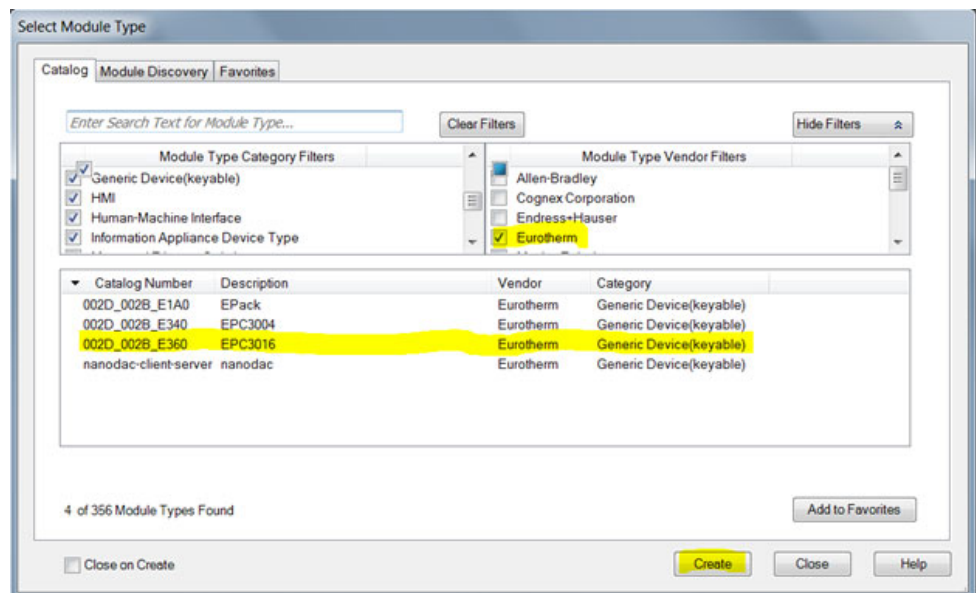 Select Module Type
Catalog Module Discovery Favorites
Enter Search Text for Module Type... Clear Filters Hide Filters
Module Type Category Filters Module Type Vendor Filters
Generic Device(keyable) Allen-Bradley
HMI Cognex Corporation
Human-Machine Interface Endress+Hauser
Information Appliance Device Type Eurotherm
Catalog Number Description Vendor Category
002D_002B_E1A0 EPack Eurotherm Generic Device(keyable)
002D_002B_E340 EPC3004 Eurotherm Generic Device(keyable)
002D_002B_E360 EPC3016 Eurotherm Generic Device(keyable)
nanodac-client-server nanodac Eurotherm Generic Device(keyable)
4 of 356 Module Types Found Add to Favorites
Close on Create Create Close Help